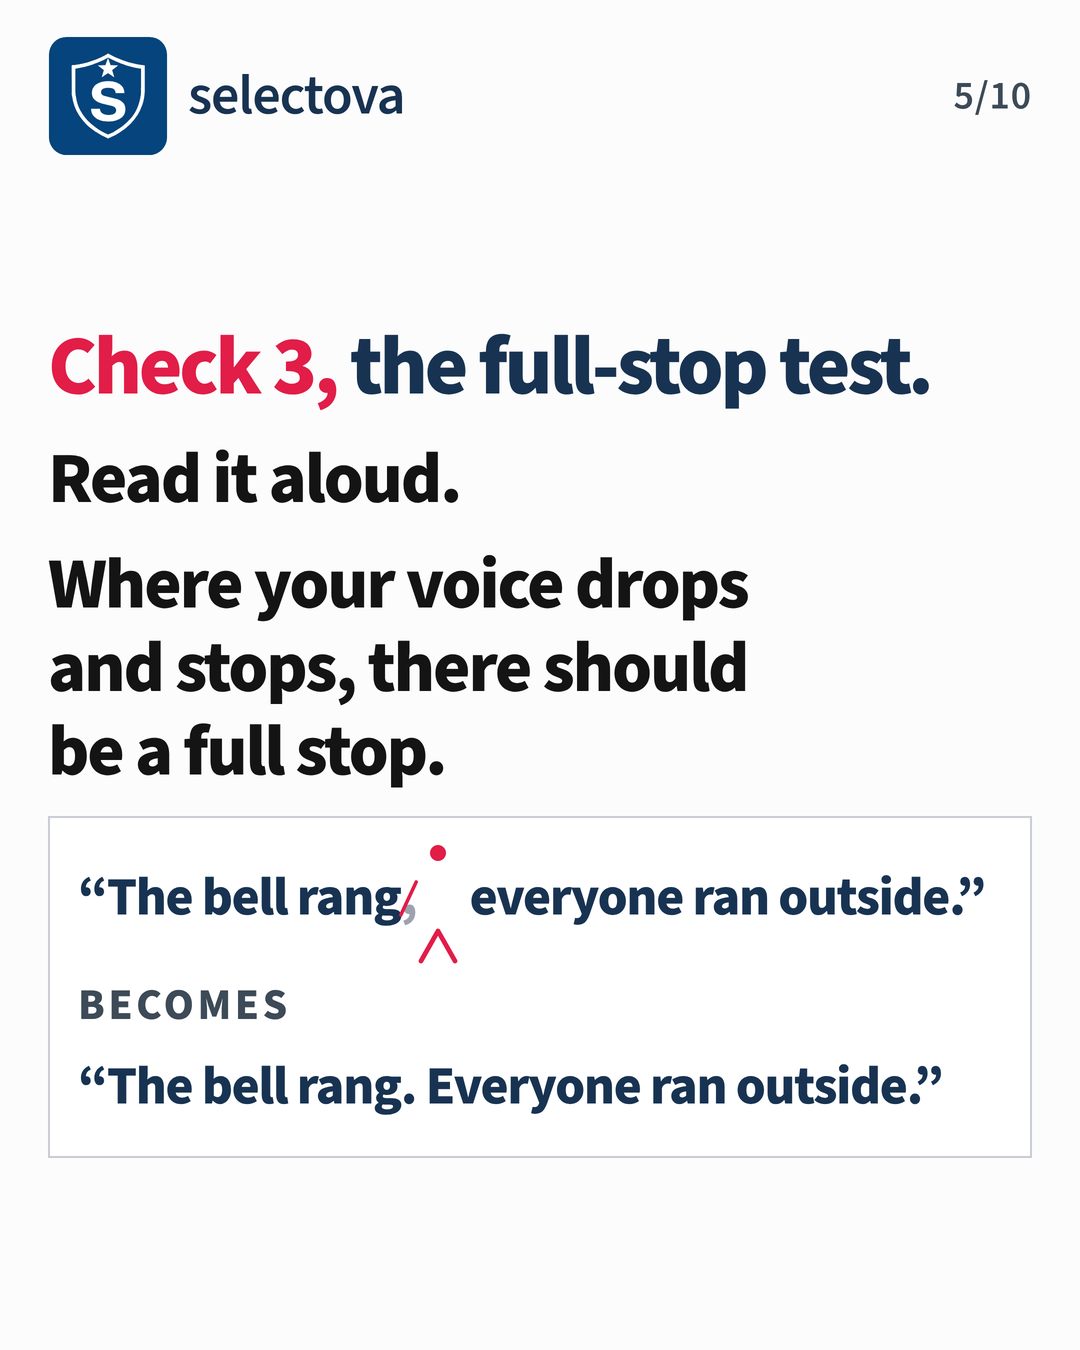 S
selectova
5/10
Check 3, the full-stop test.
Read it aloud.
Where your voice drops
and stops, there should
be a full stop.
“The bell rang, everyone ran outside.”
BECOMES
“The bell rang. Everyone ran outside.”